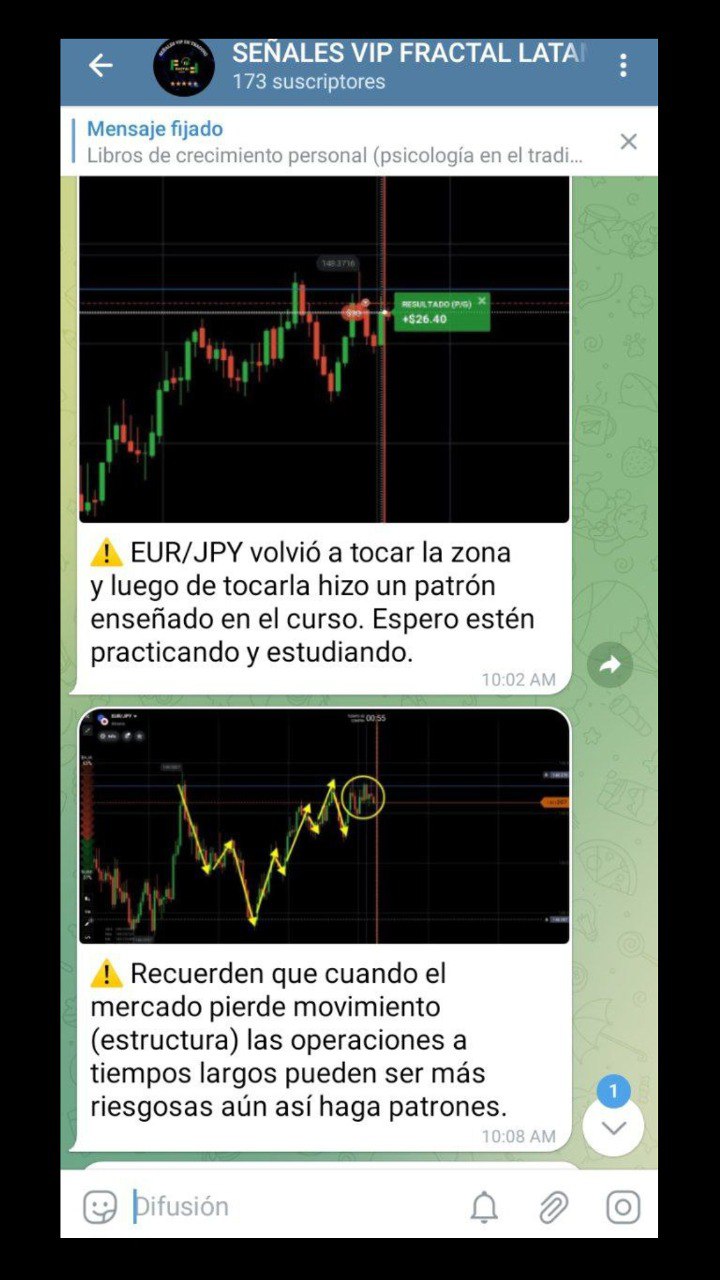 SEÑALES VIP FRACTAL LATA
173 suscriptores
Mensaje fijado
Libros de crecimiento personal (psicología en el tradi...
148.3716
RESULTADO (P/G)
+$26.40
⚠️ EUR/JPY volvió a tocar la zona
y luego de tocarla hizo un patrón
enseñado en el curso. Espero estén
practicando y estudiando.
10:02 AM
EUR/JPY
00:55
⚠️ Recuerden que cuando el
mercado pierde movimiento
(estructura) las operaciones a
tiempos largos pueden ser más
riesgosas aún así haga patrones.
10:08 AM
1
Difusión